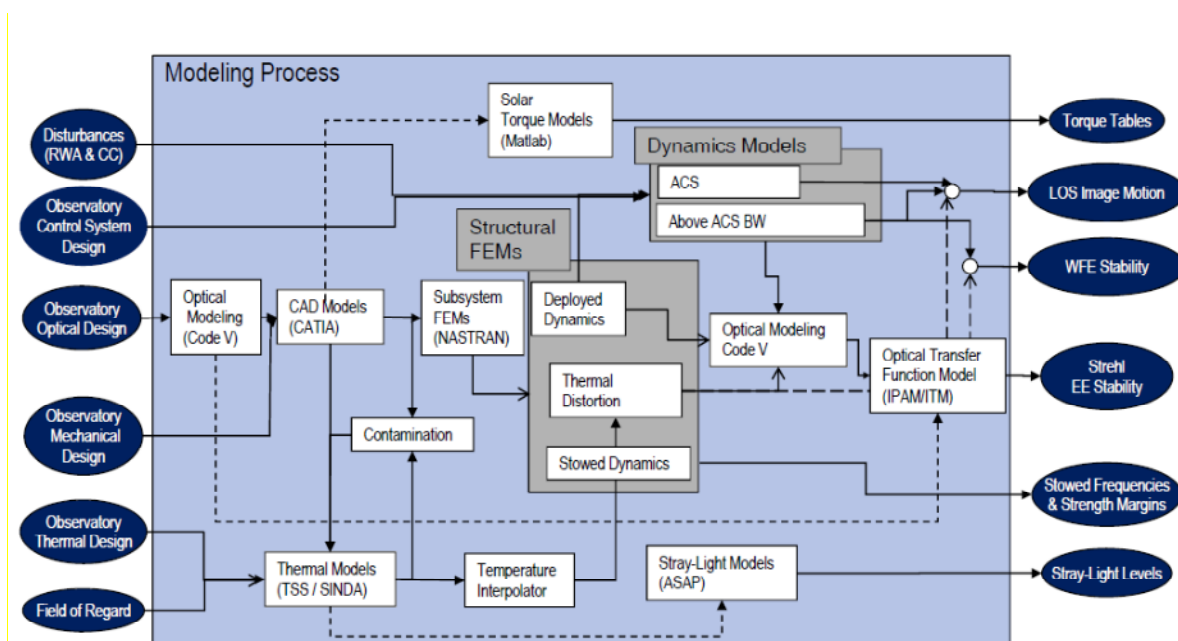 Modeling Process
Disturbances
(RWA & CC)
Observatory
Control System
Design
Observatory
Optical Design
Observatory
Mechanical
Design
Observatory
Thermal Design
Field of Regard
Solar
Torque Models
(Matlab)
Dynamics Models
ACS
Above ACS BW
Structural
FEMs
Optical
Modeling
(Code V)
CAD Models
(CATIA)
Subsystem
FEMs
(NASTRAN)
Deployed
Dynamics
Optical Modeling
Code V
Thermal
Distortion
Optical Transfer
Function Model
(IPAM/ITM)
Contamination
Stowed Dynamics
Thermal Models
(TSS / SINDA)
Temperature
Interpolator
Stray-Light Models
(ASAP)
Torque Tables
LOS Image Motion
WFE Stability
Strehl
EE Stability
Stowed Frequencies
& Strength Margins
Stray-Light Levels